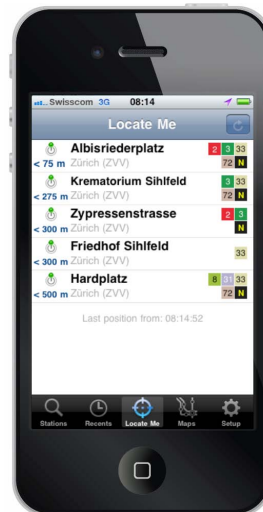 Swisscom 3G 08:14
Locate Me
Albisriederplatz 2 3 33
< 75 m Zürich (ZVV) 72 N
Krematorium Sihlfeld 3 33
< 275 m Zürich (ZVV) 72 N
Zypressenstrasse 2 3
< 300 m Zürich (ZVV) N
Friedhof Sihlfeld 33
< 300 m Zürich (ZVV)
Hardplatz 8 31 33
< 500 m Zürich (ZVV) 72 N
Last position from: 08:14:52
Stations Recents Locate Me Maps Setup